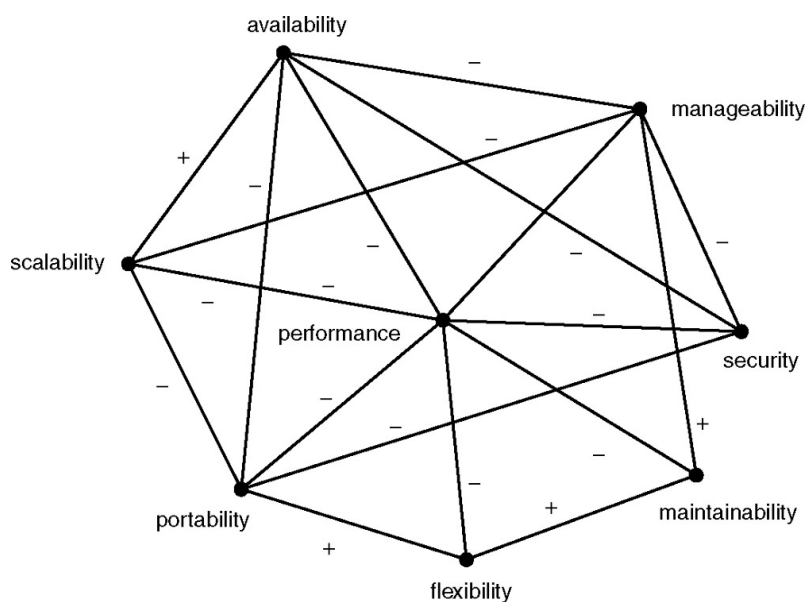 availability
–
manageability
–
+
–
–
–
–
scalability
–
–
–
performance
security
–
–
–
+
–
–
+
portability
maintainability
+
flexibility